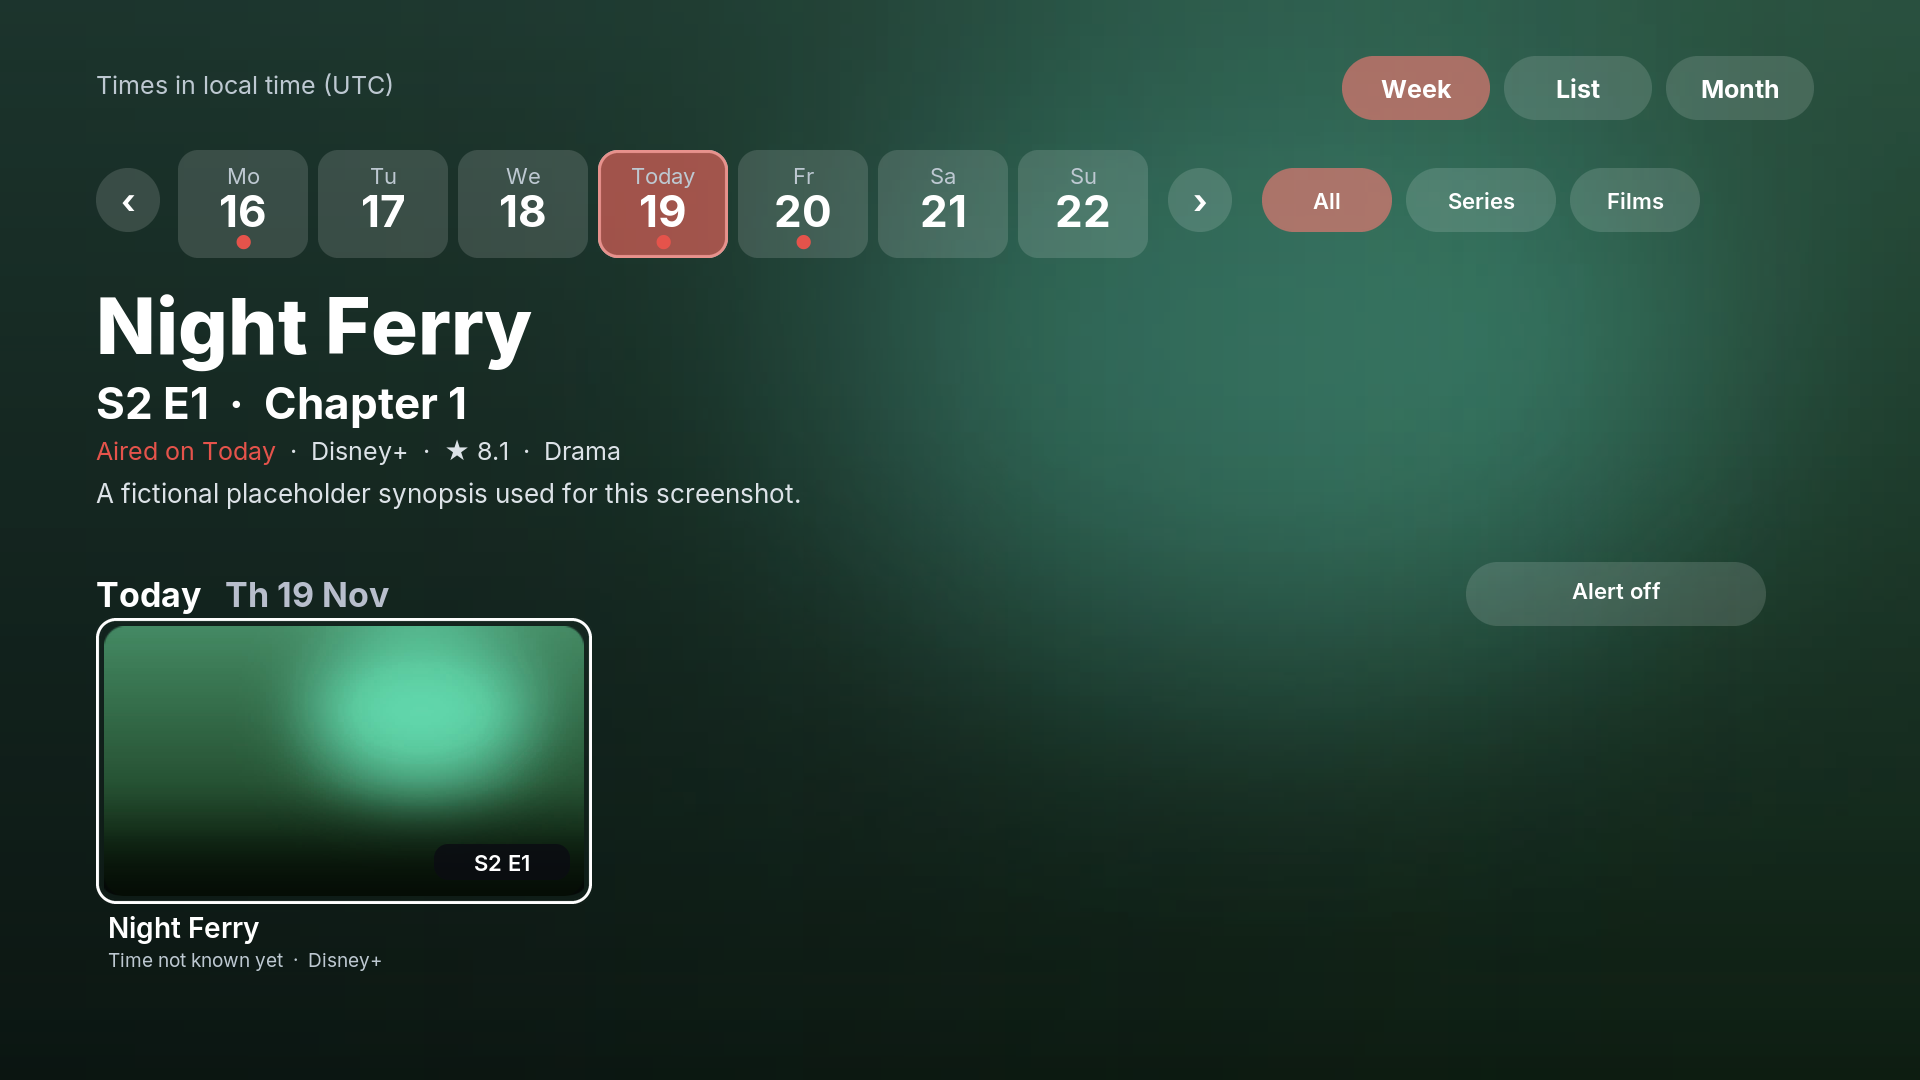 Times in local time (UTC)
Week List Month
‹ Mo 16 Tu 17 We 18 Today 19 Fr 20 Sa 21 Su 22 › All Series Films
Night Ferry
S2 E1 · Chapter 1
Aired on Today · Disney+ · ★ 8.1 · Drama
A fictional placeholder synopsis used for this screenshot.
Today Th 19 Nov
Alert off
S2 E1
Night Ferry
Time not known yet · Disney+